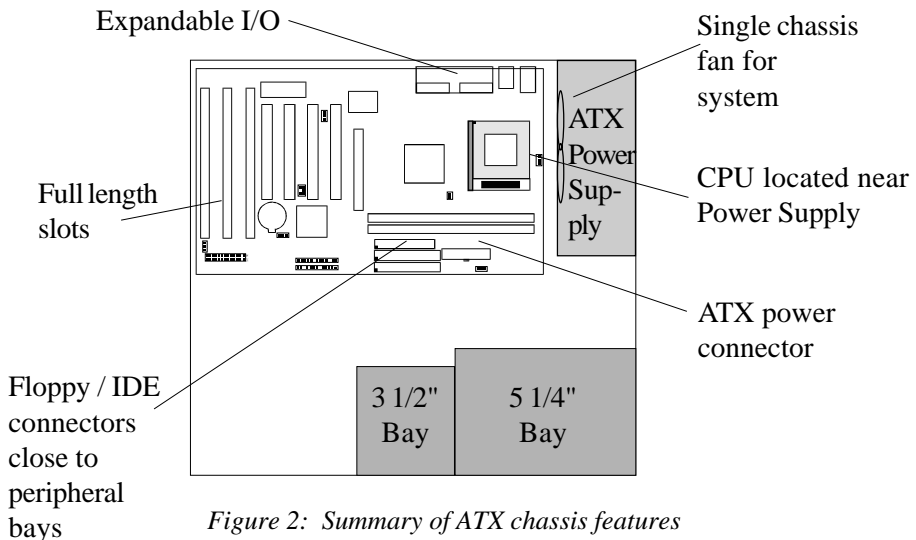 Expandable I/O
Single chassis
fan for
system
ATX
Power
Sup-
ply
CPU located near
Power Supply
Full length
slots
ATX power
connector
Floppy / IDE
connectors
close to
peripheral
bays
3 1/2"
Bay
5 1/4"
Bay
Figure 2:  Summary of ATX chassis features